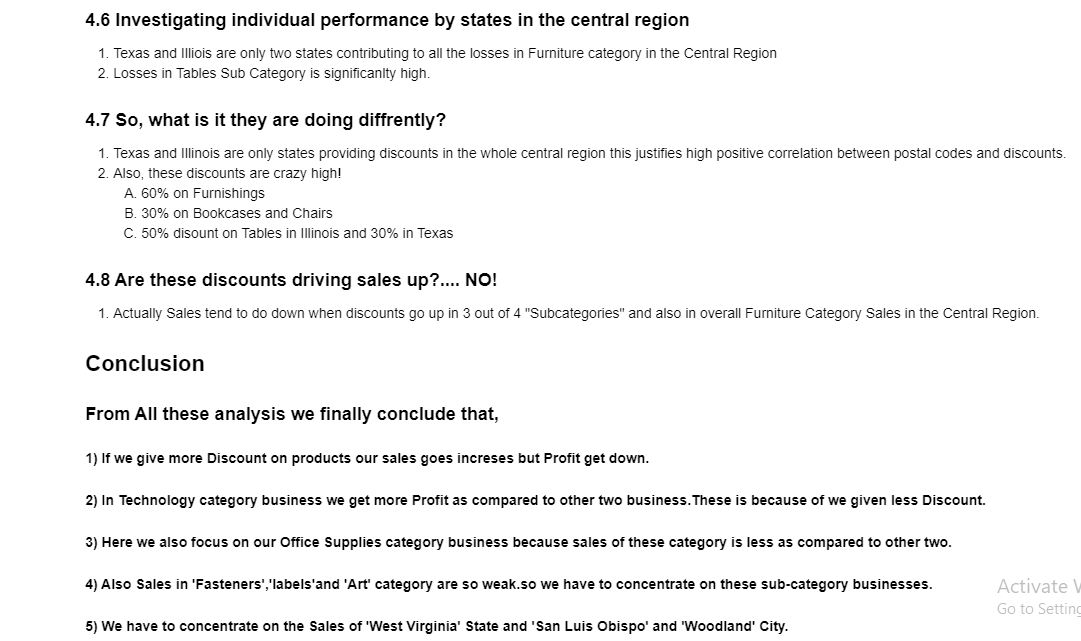 4.6 Investigating individual performance by states in the central region
1. Texas and Illiois are only two states contributing to all the losses in Furniture category in the Central Region
2. Losses in Tables Sub Category is significanlty high.
4.7 So, what is it they are doing diffrently?
1. Texas and Illinois are only states providing discounts in the whole central region this justifies high positive correlation between postal codes and discounts.
2. Also, these discounts are crazy high!
A. 60% on Furnishings
B. 30% on Bookcases and Chairs
C. 50% disount on Tables in Illinois and 30% in Texas
4.8 Are these discounts driving sales up?.... NO!
1. Actually Sales tend to do down when discounts go up in 3 out of 4 "Subcategories" and also in overall Furniture Category Sales in the Central Region.
Conclusion
From All these analysis we finally conclude that,
1) If we give more Discount on products our sales goes increses but Profit get down.
2) In Technology category business we get more Profit as compared to other two business.These is because of we given less Discount.
3) Here we also focus on our Office Supplies category business because sales of these category is less as compared to other two.
4) Also Sales in 'Fasteners','labels'and 'Art' category are so weak.so we have to concentrate on these sub-category businesses.
Activate
Go to Setting
5) We have to concentrate on the Sales of 'West Virginia' State and 'San Luis Obispo' and 'Woodland' City.